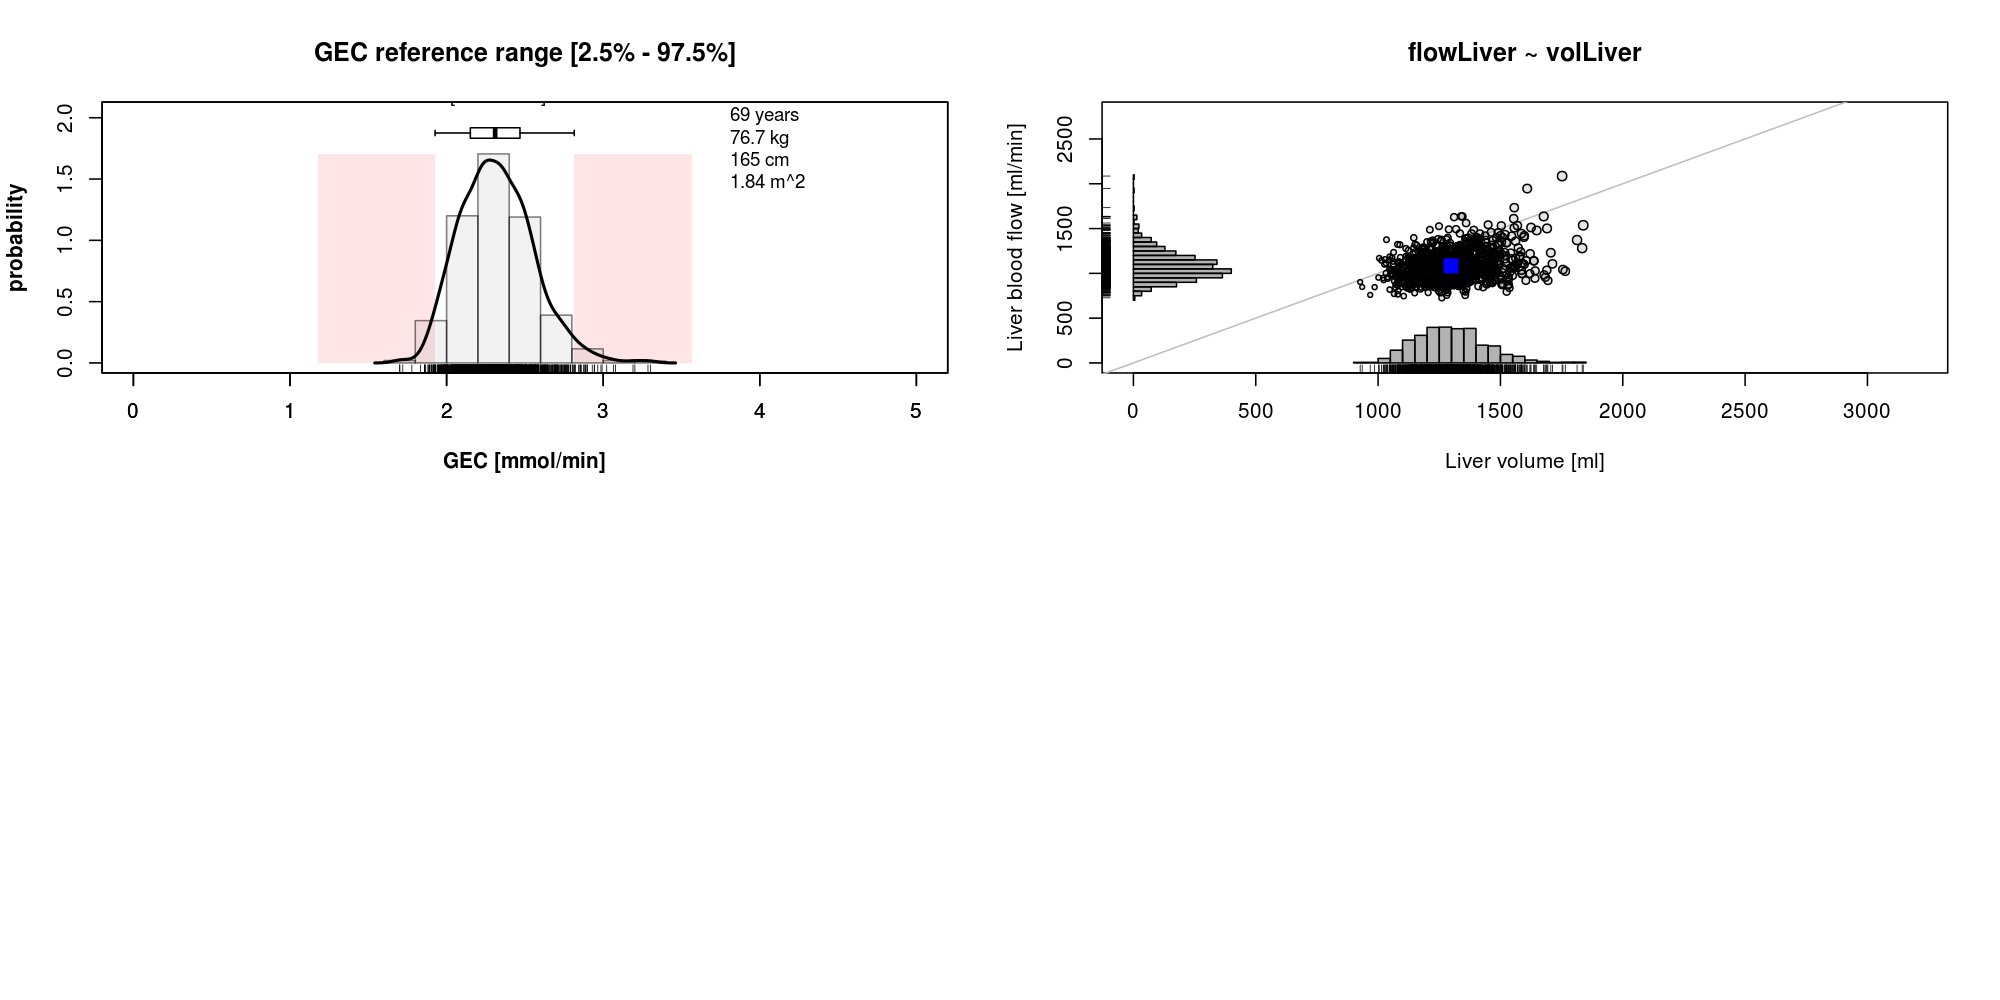 GEC reference range [2.5% - 97.5%]
69 years
76.7 kg
165 cm
1.84 m^2
probability
0.0 0.5 1.0 1.5 2.0
0 1 2 3 4 5
GEC [mmol/min]
flowLiver ~ volLiver
Liver blood flow [ml/min]
0 500 1500 2500
0 500 1000 1500 2000 2500 3000
Liver volume [ml]